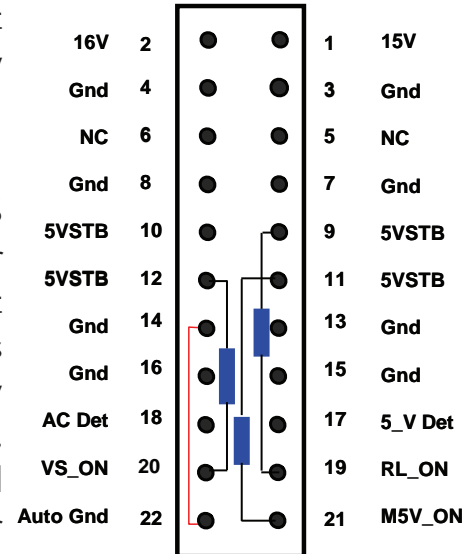 16V 2 1 15V
Gnd 4 3 Gnd
NC 6 5 NC
Gnd 8 7 Gnd
5VSTB 10 9 5VSTB
5VSTB 12 11 5VSTB
Gnd 14 13 Gnd
Gnd 16 15 Gnd
AC Det 18 17 5_V Det
VS_ON 20 19 RL_ON
Auto Gnd 22 21 M5V_ON